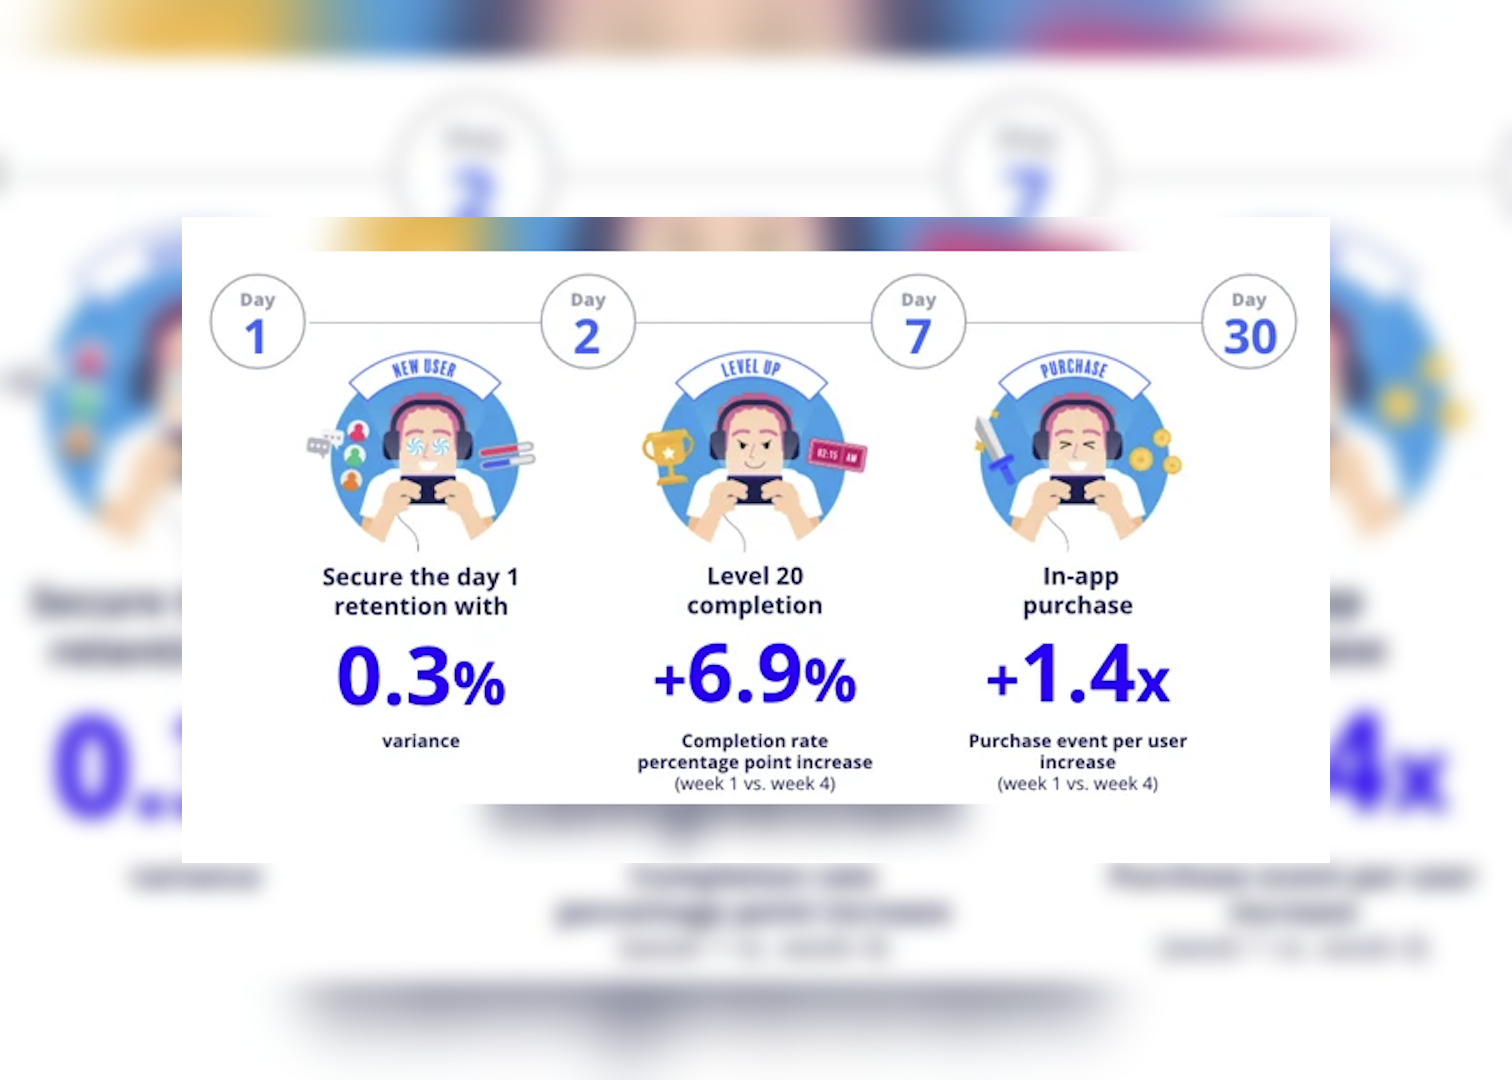 Day
1
Day
2
Day
7
Day
30
NEW USER
LEVEL UP
02:15 AM
PURCHASE
Secure the day 1
retention with
0.3%
variance
Level 20
completion
+6.9%
Completion rate
percentage point increase
(week 1 vs. week 4)
In-app
purchase
+1.4x
Purchase event per user
increase
(week 1 vs. week 4)